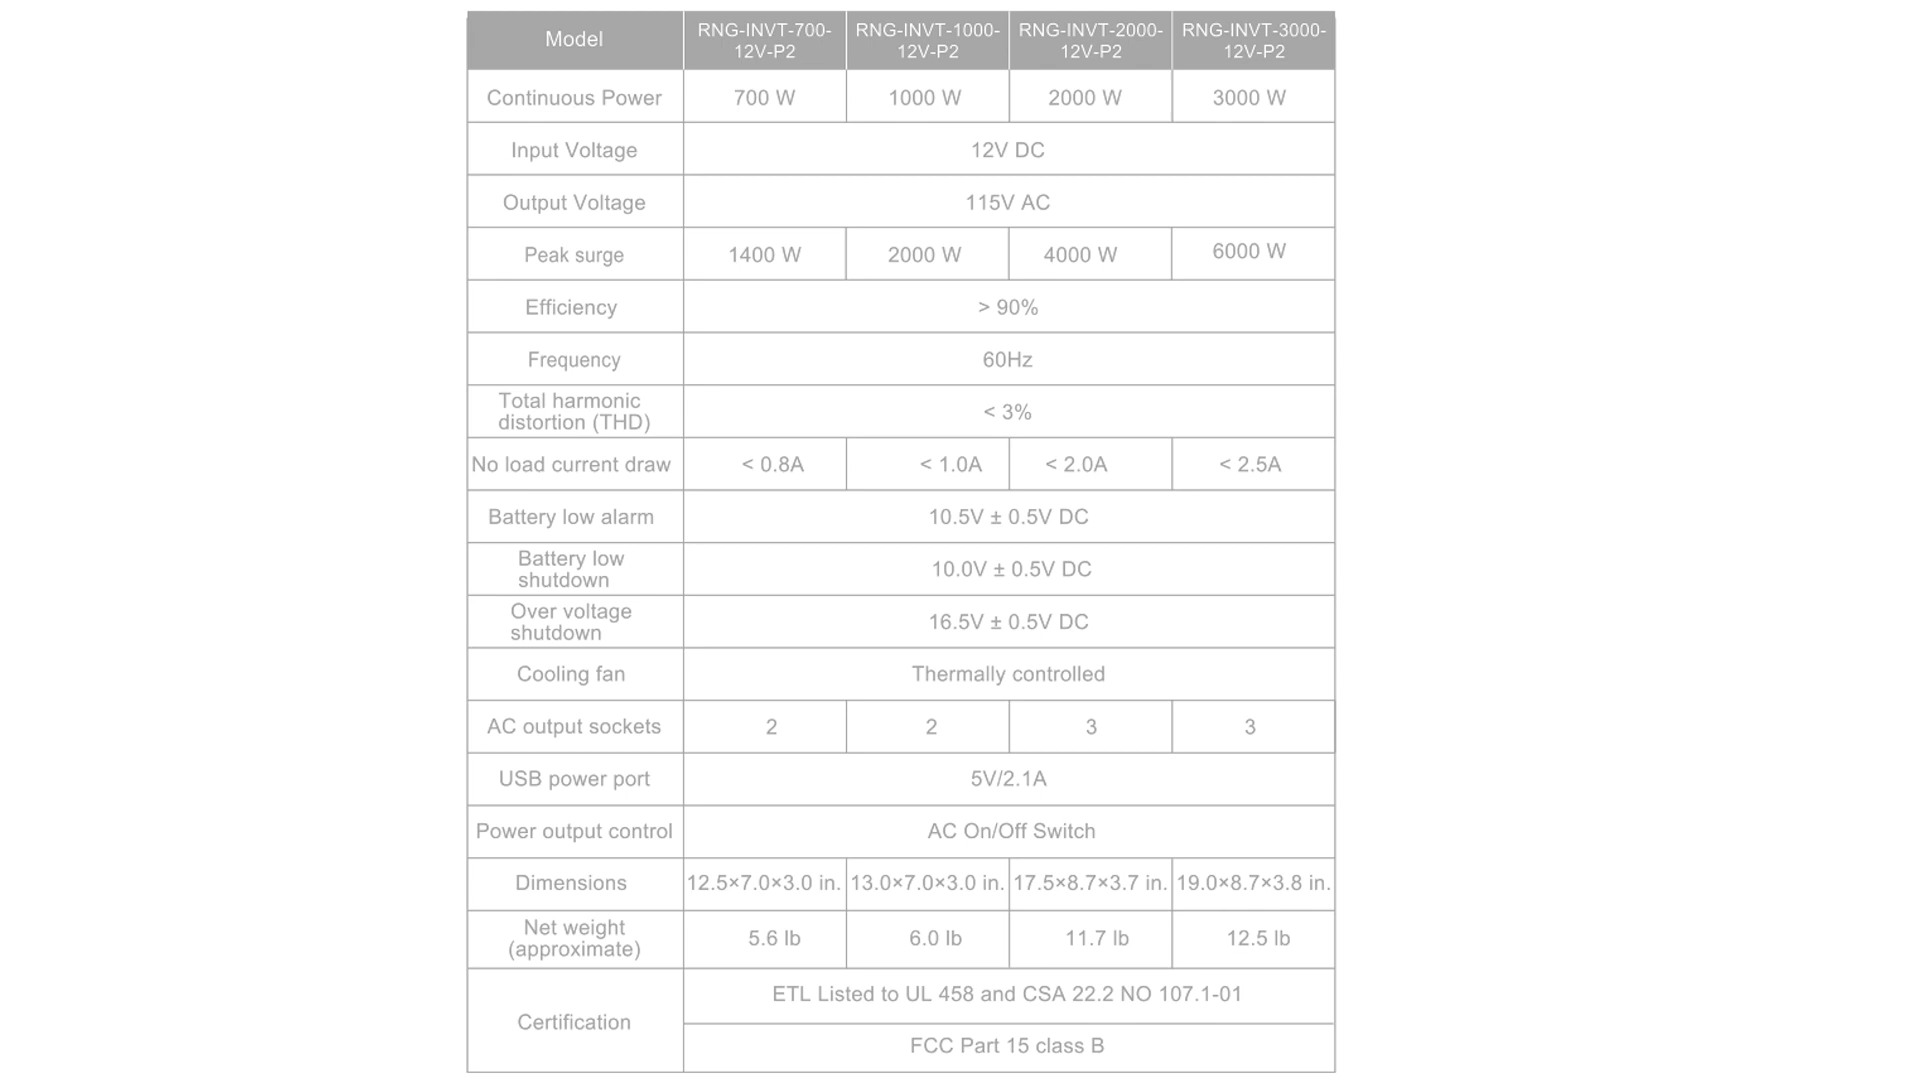 Model
RNG-INVT-700-
12V-P2
RNG-INVT-1000-
12V-P2
RNG-INVT-2000-
12V-P2
RNG-INVT-3000-
12V-P2
Continuous Power
700 W
1000 W
2000 W
3000 W
Input Voltage
12V DC
Output Voltage
115V AC
Peak surge
1400 W
2000 W
4000 W
6000 W
Efficiency
> 90%
Frequency
60Hz
Total harmonic
distortion (THD)
< 3%
No load current draw
< 0.8A
< 1.0A
< 2.0A
< 2.5A
Battery low alarm
10.5V ± 0.5V DC
Battery low
shutdown
10.0V ± 0.5V DC
Over voltage
shutdown
16.5V ± 0.5V DC
Cooling fan
Thermally controlled
AC output sockets
2
2
3
3
USB power port
5V/2.1A
Power output control
AC On/Off Switch
Dimensions
12.5×7.0×3.0 in.
13.0×7.0×3.0 in.
17.5×8.7×3.7 in.
19.0×8.7×3.8 in.
Net weight
(approximate)
5.6 lb
6.0 lb
11.7 lb
12.5 lb
Certification
ETL Listed to UL 458 and CSA 22.2 NO 107.1-01
FCC Part 15 class B